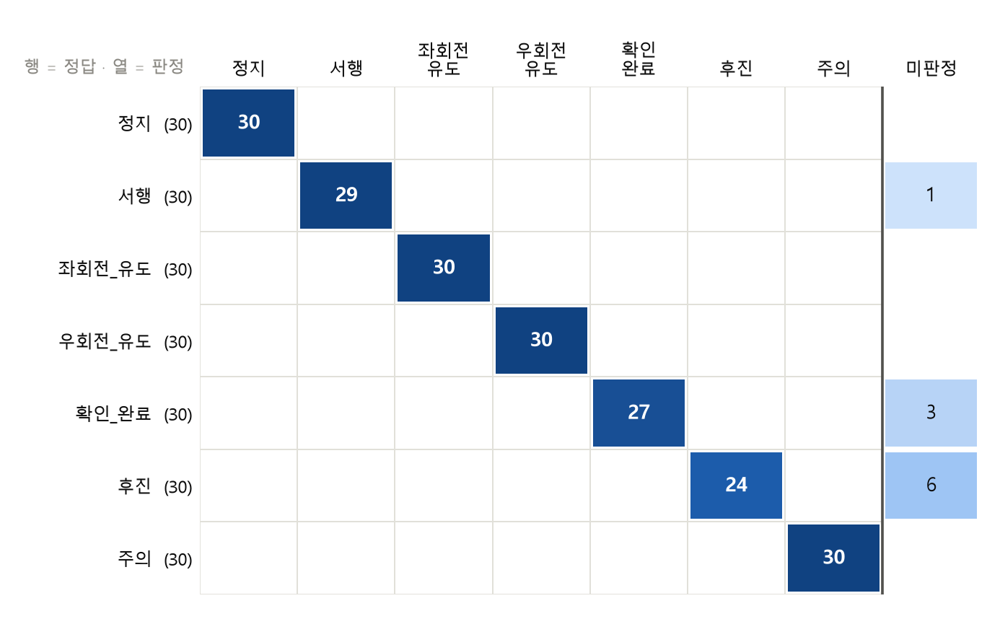 행 = 정답 · 열 = 판정
정지
서행
좌회전
유도
우회전
유도
확인
완료
후진
주의
미판정
정지 (30)
30
서행 (30)
29
1
좌회전_유도 (30)
30
우회전_유도 (30)
30
확인_완료 (30)
27
3
후진 (30)
24
6
주의 (30)
30